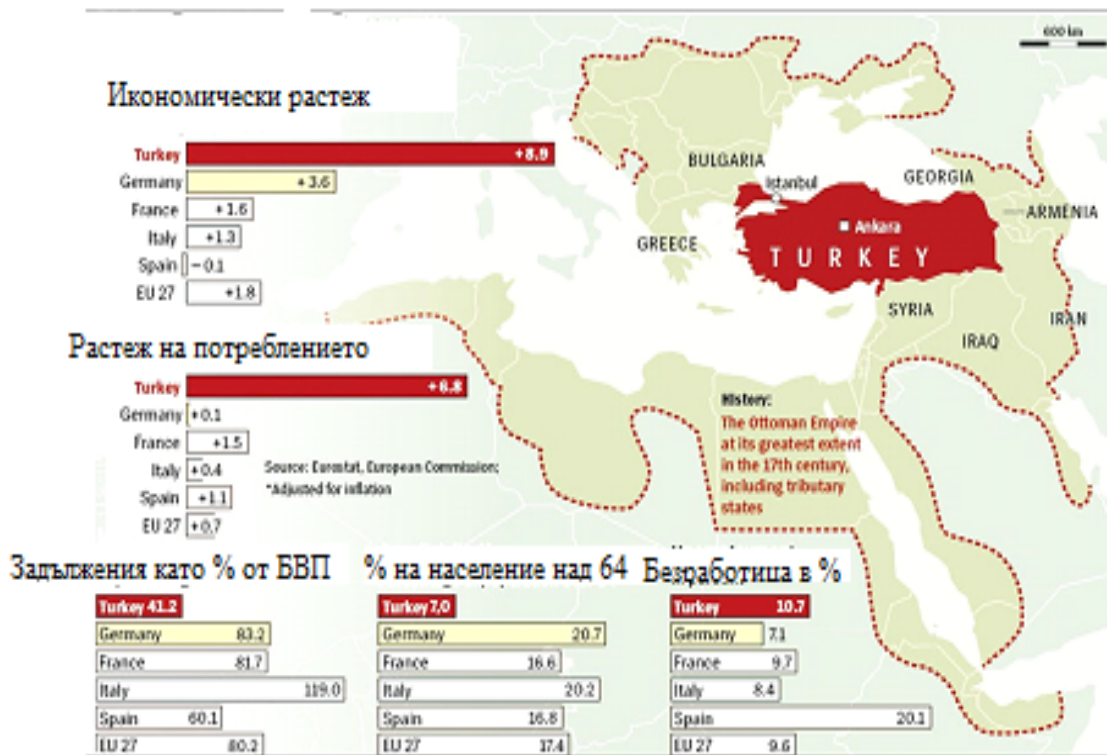 600 km
Икономически растеж
Turkey +8.9
Germany +3.6
France +1.6
Italy +1.3
Spain -0.1
EU 27 +1.8
BULGARIA
Istanbul
GEORGIA
ARMENIA
Ankara
GREECE
TURKEY
SYRIA
IRAN
IRAQ
Растеж на потреблението
Turkey +6.8
Germany +0.1
France +1.5
Italy +0.4
Spain +1.1
EU 27 +0.7
Source: Eurostat, European Commission;
*Adjusted for inflation
History:
The Ottoman Empire
at its greatest extent
in the 17th century,
including tributary
states
Задължения като % от БВП
Turkey 41.2
Germany 83.2
France 81.7
Italy 119.0
Spain 60.1
EU 27 80.2
% на население над 64
Turkey 7,0
Germany 20.7
France 16.6
Italy 20.2
Spain 16.8
EU 27 17.4
Безработица в %
Turkey 10.7
Germany 7.1
France 9.7
Italy 8.4
Spain 20.1
EU 27 9.6